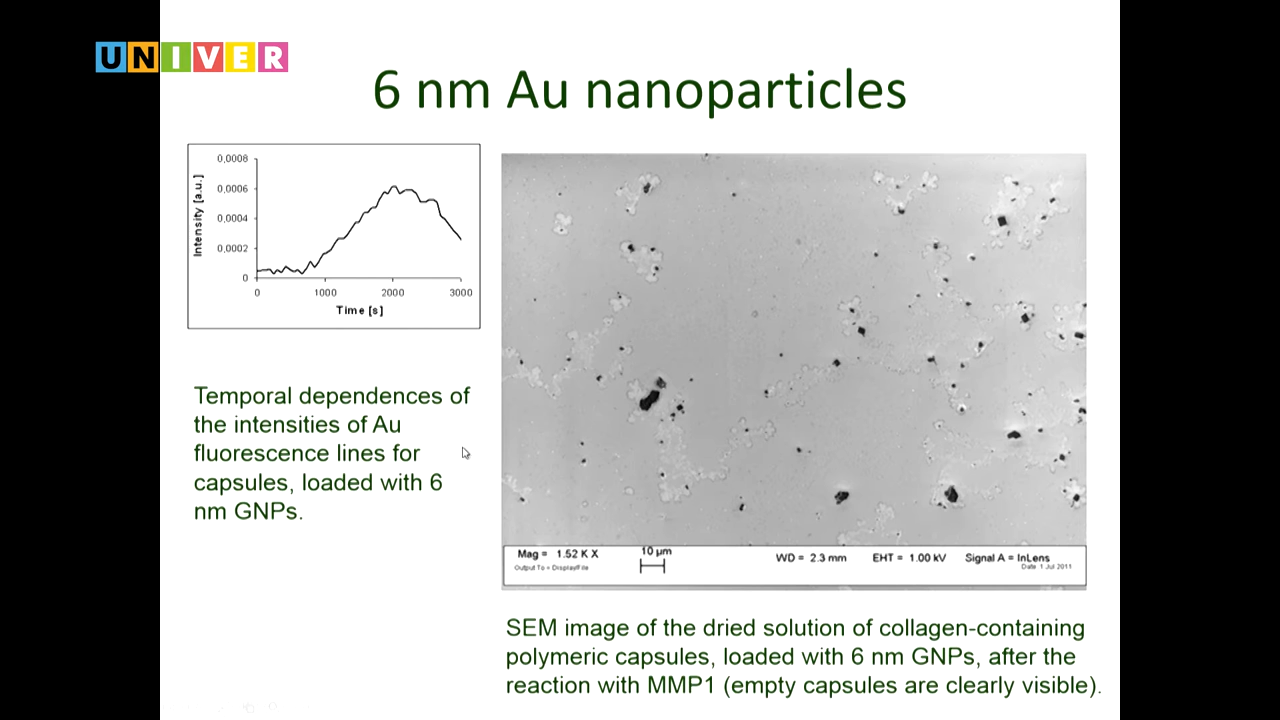 UNIVER
6 nm Au nanoparticles
Intensity [a.u.]
0,0008
0,0006
0,0004
0,0002
0
0 1000 2000 3000
Time [s]
Temporal dependences of
the intensities of Au
fluorescence lines for
capsules, loaded with 6
nm GNPs.
Mag = 1.52 K X 10 µm WD = 2.3 mm EHT = 1.00 kV Signal A = InLens
Output To = Display/File Date 1 Jul 2011
SEM image of the dried solution of collagen-containing
polymeric capsules, loaded with 6 nm GNPs, after the
reaction with MMP1 (empty capsules are clearly visible).